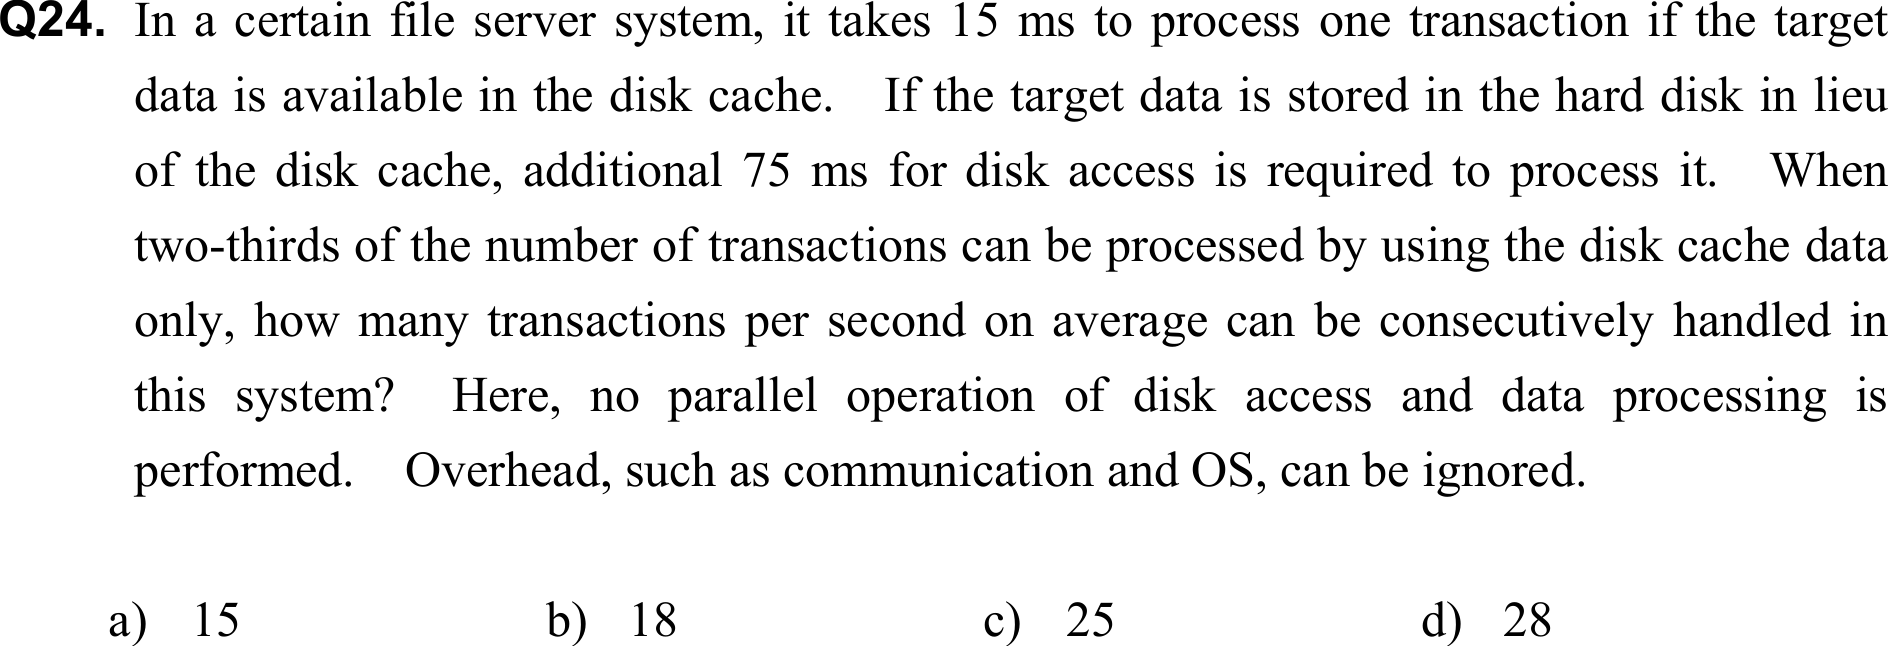 Q24. In a certain file server system, it takes 15 ms to process one transaction if the target
data is available in the disk cache. If the target data is stored in the hard disk in lieu
of the disk cache, additional 75 ms for disk access is required to process it. When
two-thirds of the number of transactions can be processed by using the disk cache data
only, how many transactions per second on average can be consecutively handled in
this system? Here, no parallel operation of disk access and data processing is
performed. Overhead, such as communication and OS, can be ignored.
a) 15 b) 18 c) 25 d) 28